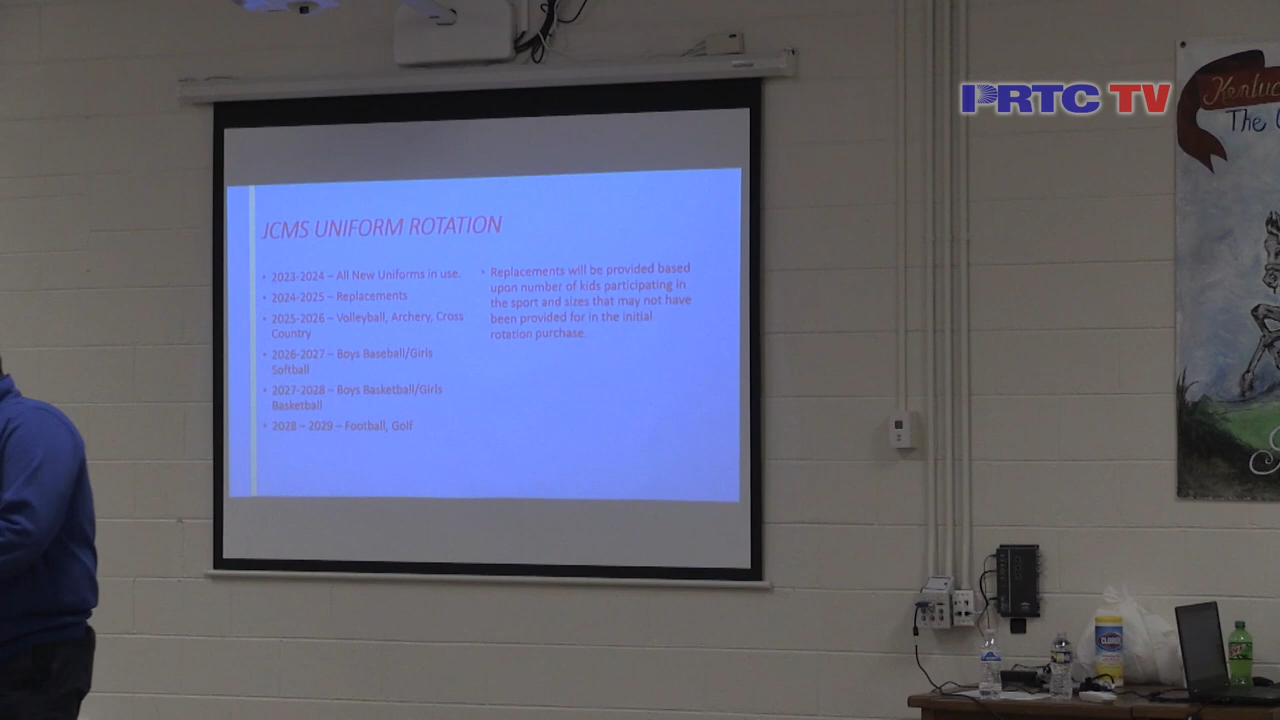 PRTC TV
JCMS UNIFORM ROTATION
• 2023-2024 – All New Uniforms in use.
• 2024-2025 – Replacements
• 2025-2026 – Volleyball, Archery, Cross
Country
• 2026-2027 – Boys Baseball/Girls
Softball
• 2027-2028 – Boys Basketball/Girls
Basketball
• 2028 – 2029 – Football, Golf
• Replacements will be provided based
upon number of kids participating in
the sport and sizes that may not have
been provided for in the initial
rotation purchase.
The
CLOROX